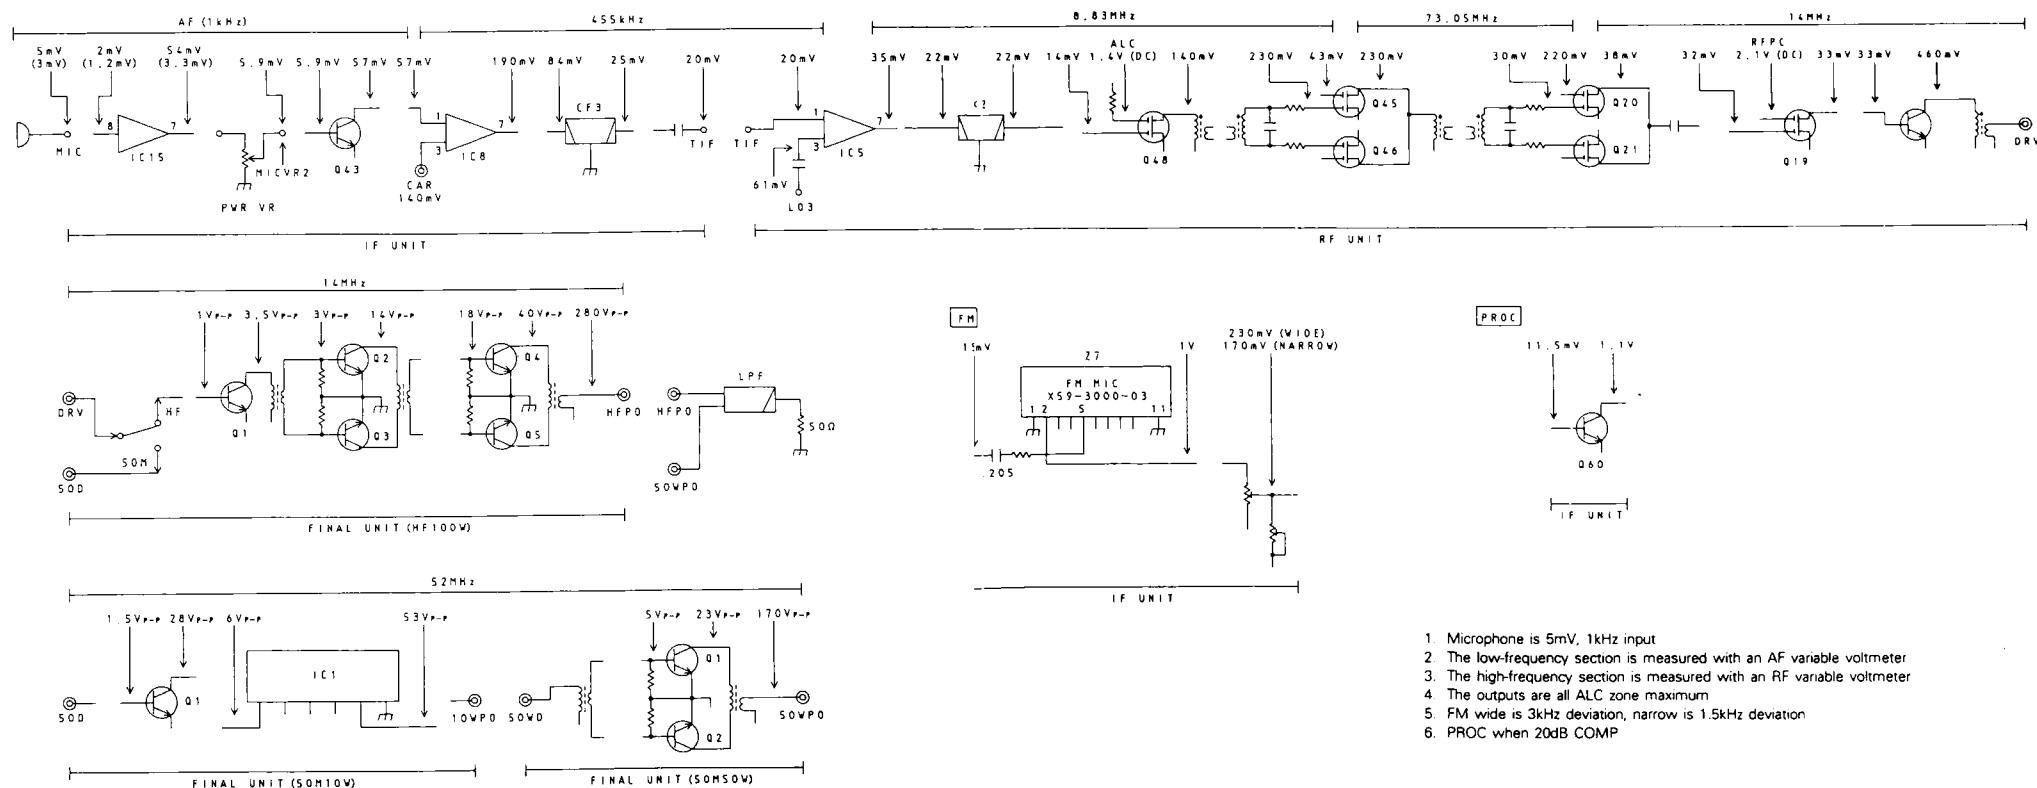 AF (1kHz) 455kHz 8.83MHz 73.05MHz 14MHz
ALC RFPC
5mV 2mV 54mV 5.9mV 5.9mV 57mV 57mV 190mV 84mV 25mV 20mV 20mV 35mV 22mV 22mV 14mV 1.4V (DC) 140mV 230mV 43mV 230mV 30mV 220mV 38mV 32mV 2.1V (DC) 33mV 33mV 460mV
(3mV) (1.2mV) (3.3mV)
CF3 Q45 Q20
8 7 1 7 1 7
MIC IC15 MICVR2 Q43 3 IC8 TIF TIF 3 IC5 Q48 Q46 Q21 Q19 DRV
CAR 61mV
140mV
PWR VR LO3
IF UNIT RF UNIT
14MHz
1VP-P 3.5VP-P 3VP-P 14VP-P 18VP-P 40VP-P 280VP-P
FM PROC
230mV (WIDE)
15mV 1V 170mV (NARROW) 11.5mV 1.1V
Q2 Q4 Z7
LPF FM MIC
XS9-3000-03
DRV HF HFPO HFPO 1 2 5 11
Q1 Q3 Q5 50Ω
50M Q60
50D 50WPO .205
IF UNIT
FINAL UNIT (HF100W)
52MHz
IF UNIT
1.5VP-P 28VP-P 6VP-P 53VP-P 5VP-P 23VP-P 170VP-P
1. Microphone is 5mV, 1kHz input
2. The low-frequency section is measured with an AF variable voltmeter
3. The high-frequency section is measured with an RF variable voltmeter
4. The outputs are all ALC zone maximum
5. FM wide is 3kHz deviation, narrow is 1.5kHz deviation
6. PROC when 20dB COMP
IC1 Q1
50D Q1 10WPO 50WD 50WPO
Q2
FINAL UNIT (50M10W) FINAL UNIT (50M50W)